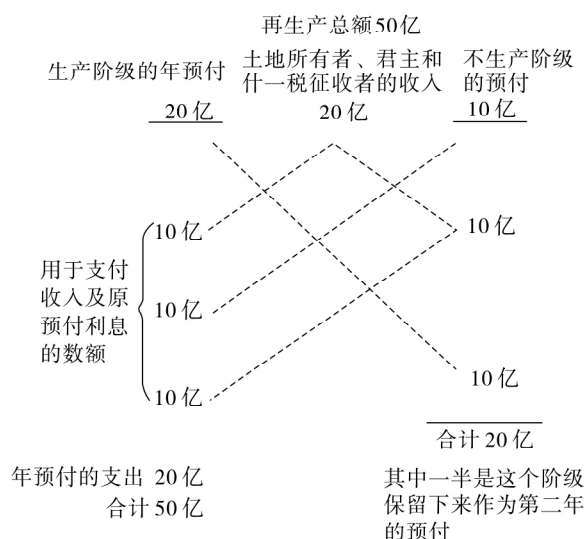 再生产总额50亿
生产阶级的年预付
土地所有者、君主和
什一税征收者的收入
不生产阶级
的预付
20亿
20亿
10亿
10亿
10亿
用于支付
收入及原
预付利息
的数额
10亿
10亿
10亿
合计20亿
年预付的支出 20亿
合计50亿
其中一半是这个阶级
保留下来作为第二年
的预付